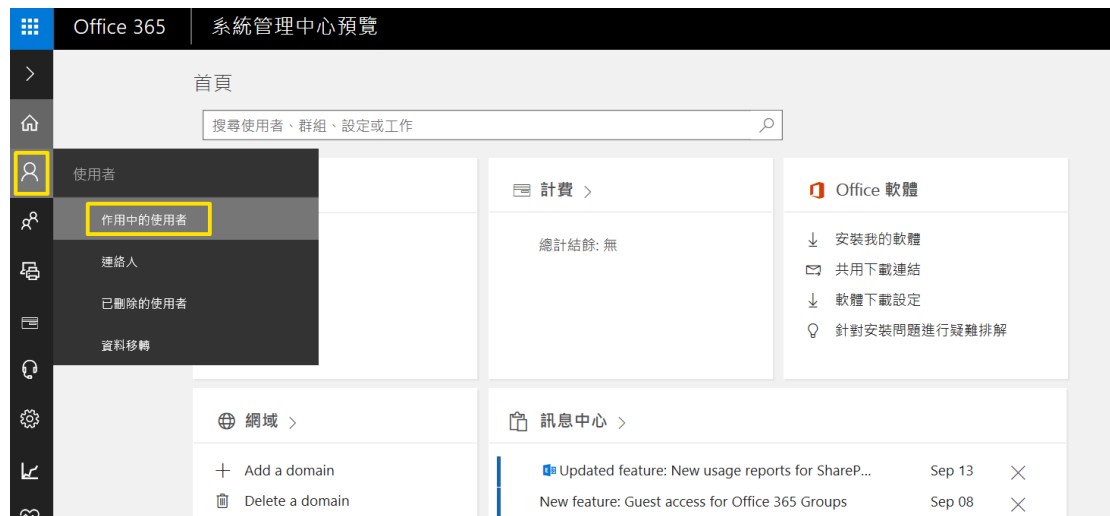 Office 365 系統管理中心預覽
首頁
搜尋使用者、群組、設定或工作
使用者
作用中的使用者
連絡人
已刪除的使用者
資料移轉
計費
總計結餘: 無
Office 軟體
安裝我的軟體
共用下載連結
軟體下載設定
針對安裝問題進行疑難排解
網域
Add a domain
Delete a domain
訊息中心
Updated feature: New usage reports for ShareP... Sep 13
New feature: Guest access for Office 365 Groups Sep 08